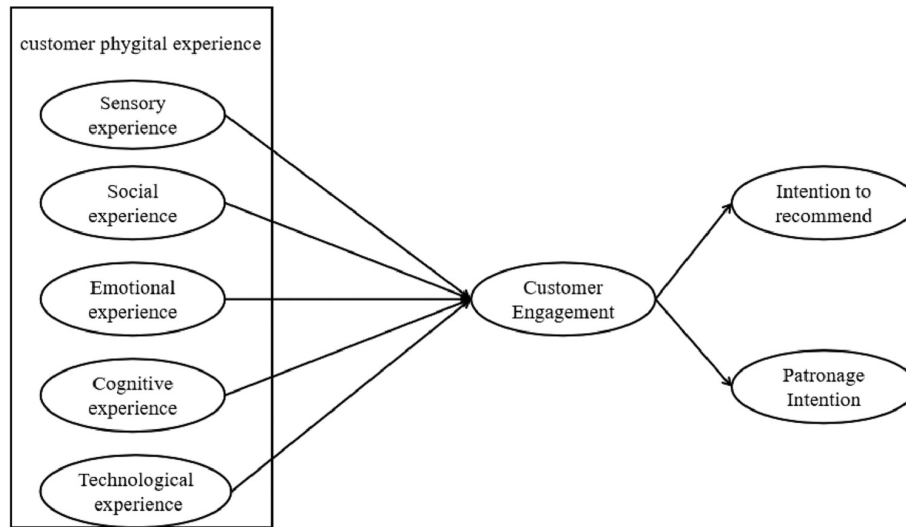 customer phygital experience
Sensory
experience
Social
experience
Emotional
experience
Cognitive
experience
Technological
experience
Customer
Engagement
Intention to
recommend
Patronage
Intention